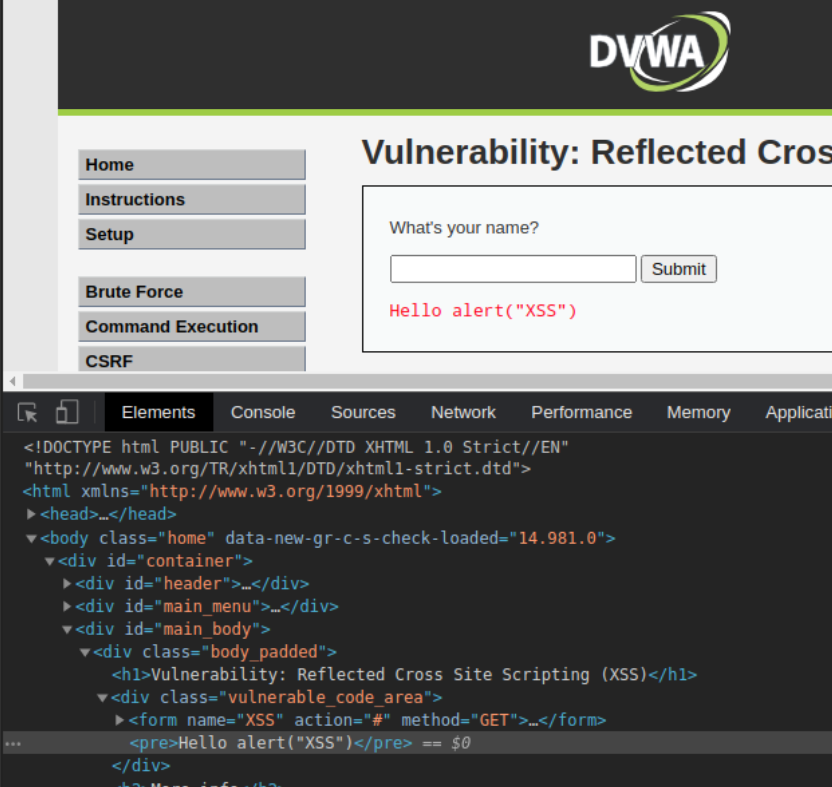 DVWA
Vulnerability: Reflected Cros
Home
Instructions
Setup
Brute Force
Command Execution
CSRF
What's your name?
Submit
Hello alert("XSS")
Elements Console Sources Network Performance Memory Applicati
<!DOCTYPE html PUBLIC "-//W3C//DTD XHTML 1.0 Strict//EN"
"http://www.w3.org/TR/xhtml1/DTD/xhtml1-strict.dtd">
<html xmlns="http://www.w3.org/1999/xhtml">
▶<head>…</head>
▼<body class="home" data-new-gr-c-s-check-loaded="14.981.0">
▼<div id="container">
▶<div id="header">…</div>
▶<div id="main_menu">…</div>
▼<div id="main_body">
▼<div class="body_padded">
<h1>Vulnerability: Reflected Cross Site Scripting (XSS)</h1>
▼<div class="vulnerable_code_area">
▶<form name="XSS" action="#" method="GET">…</form>
… <pre>Hello alert("XSS")</pre> == $0
</div>
<h2>More info</h2>